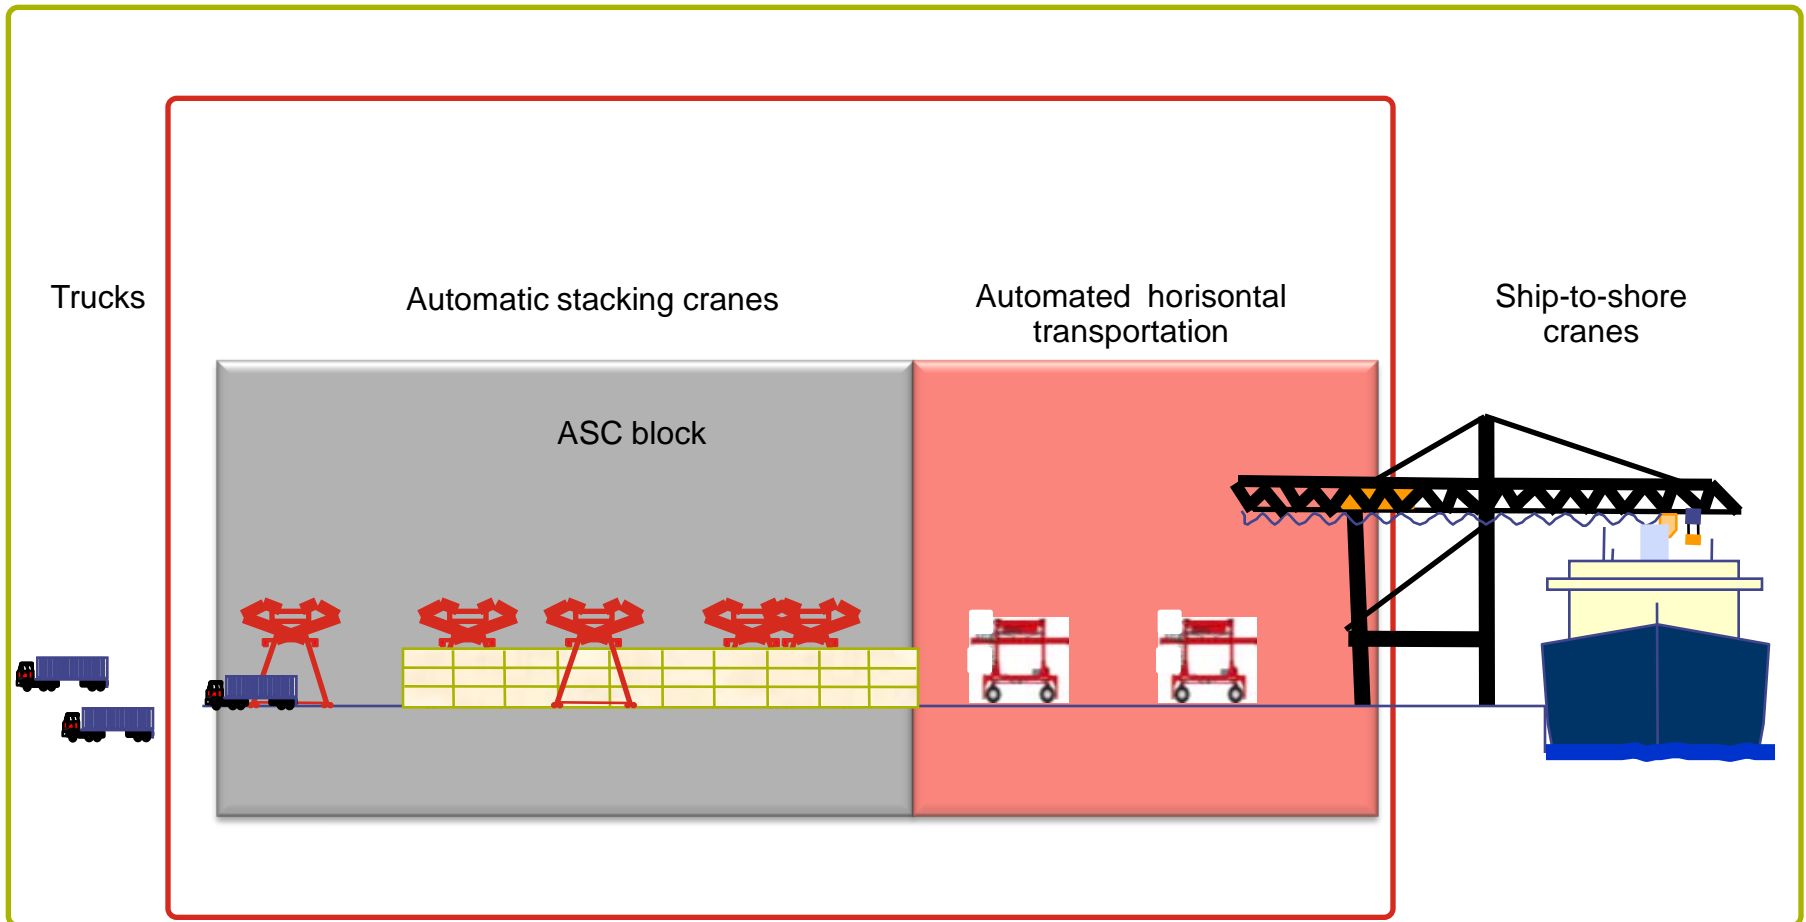 Trucks
Automatic stacking cranes
Automated horisontal
transportation
Ship-to-shore
cranes
ASC block